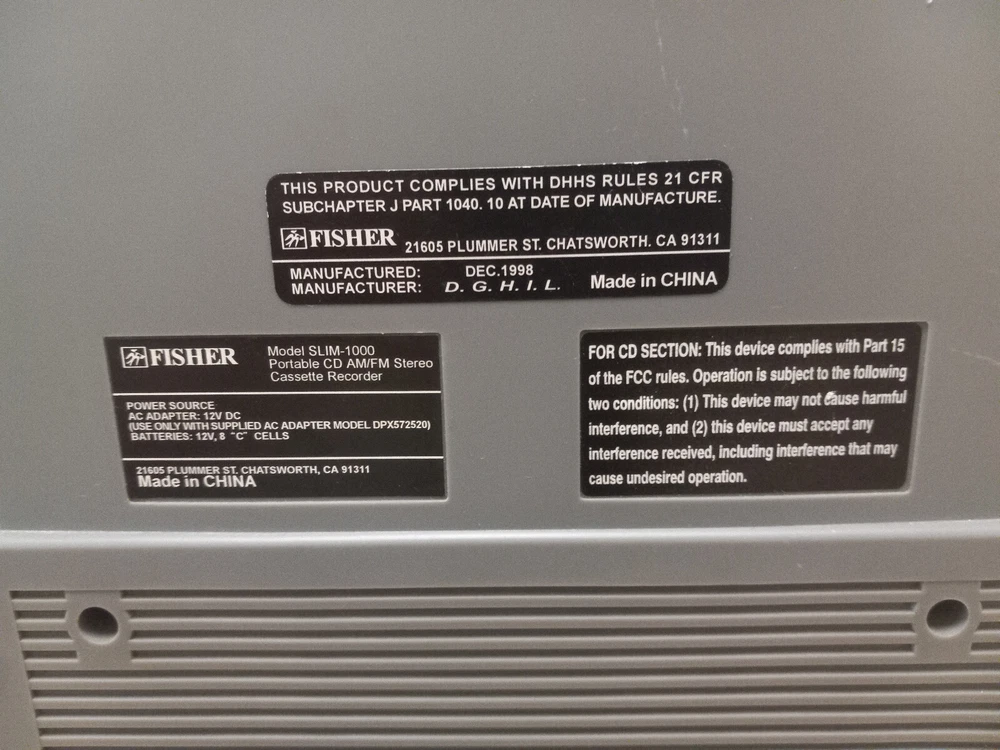 THIS PRODUCT COMPLIES WITH DHHS RULES 21 CFR
SUBCHAPTER J PART 1040. 10 AT DATE OF MANUFACTURE.
FISHER 21605 PLUMMER ST. CHATSWORTH. CA 91311
MANUFACTURED: DEC.1998
MANUFACTURER: D. G. H. I. L. Made in CHINA
FISHER
Model SLIM-1000
Portable CD AM/FM Stereo
Cassette Recorder
POWER SOURCE
AC ADAPTER: 12V DC
(USE ONLY WITH SUPPLIED AC ADAPTER MODEL DPX572520)
BATTERIES: 12V, 8 "C" CELLS
21605 PLUMMER ST. CHATSWORTH, CA 91311
Made in CHINA
FOR CD SECTION: This device complies with Part 15
of the FCC rules. Operation is subject to the following
two conditions: (1) This device may not cause harmful
interference, and (2) this device must accept any
interference received, including interference that may
cause undesired operation.